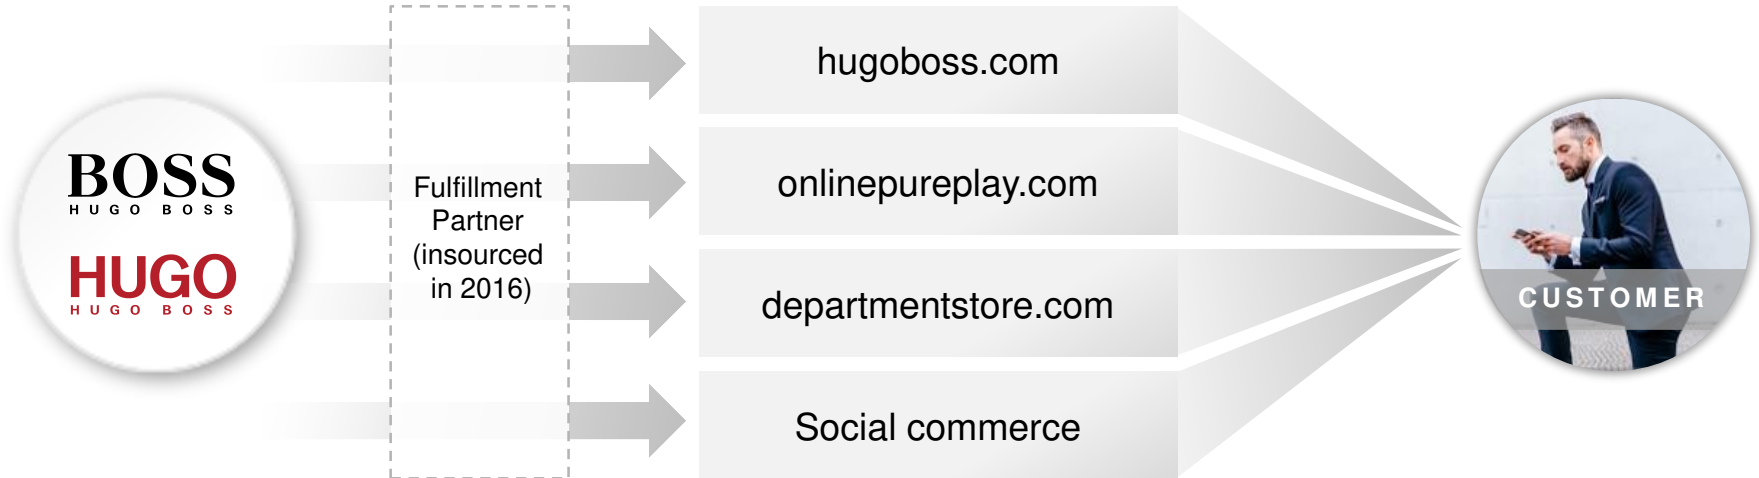 BOSS
HUGO BOSS
HUGO
HUGO BOSS
Fulfillment
Partner
(insourced
in 2016)
hugoboss.com
onlinepureplay.com
departmentstore.com
Social commerce
CUSTOMER